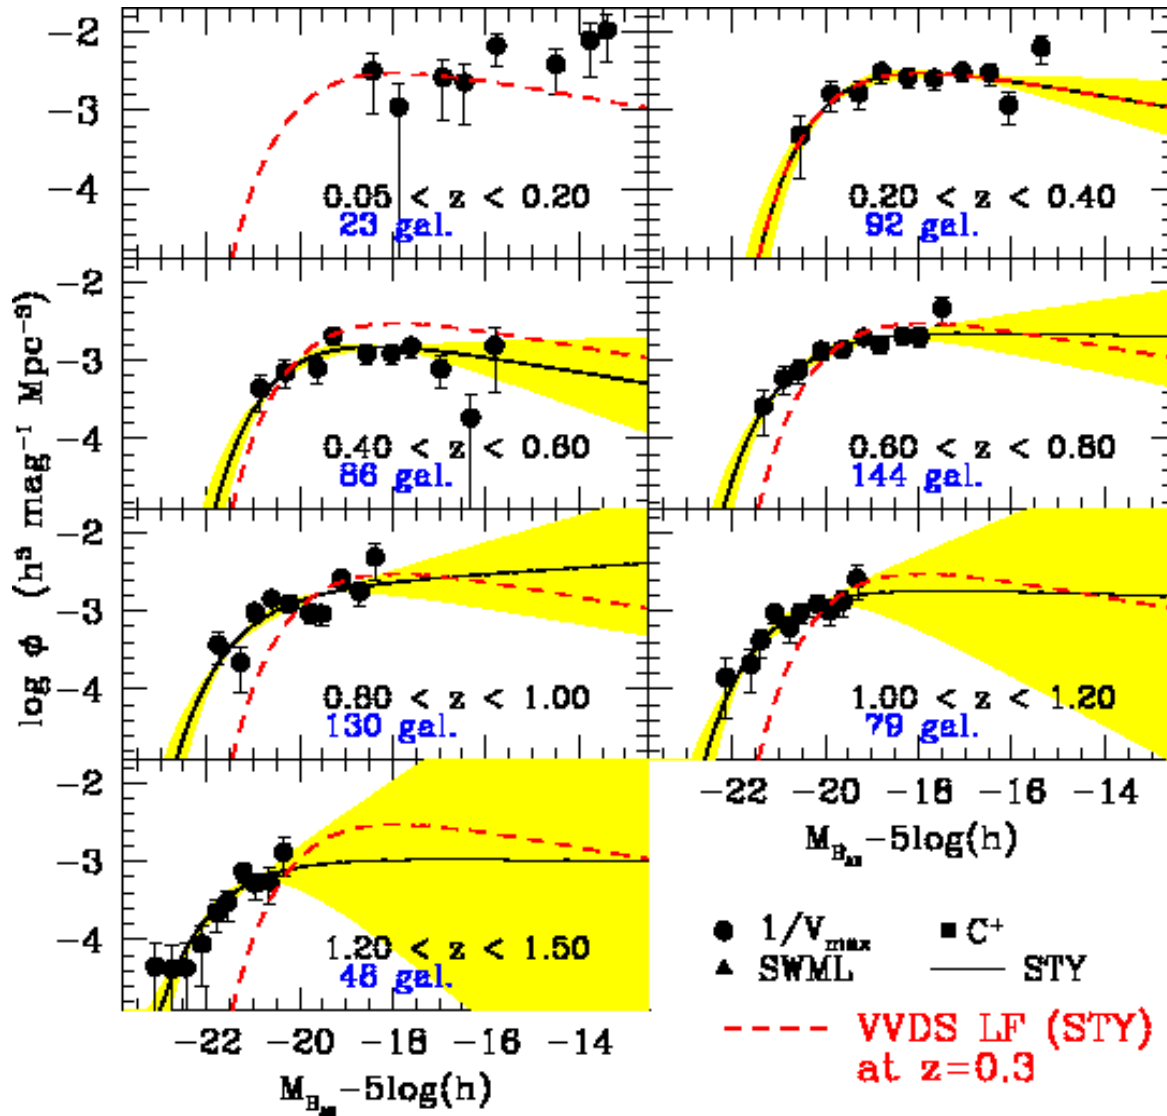 log ϕ (h³ mag⁻¹ Mpc⁻³)
-2
-3
-4
0.05 < z < 0.20
23 gal.
0.20 < z < 0.40
92 gal.
-2
-3
-4
0.40 < z < 0.60
86 gal.
0.60 < z < 0.80
144 gal.
-2
-3
-4
0.80 < z < 1.00
130 gal.
1.00 < z < 1.20
79 gal.
-22 -20 -18 -16 -14
M_B_AB -5log(h)
-2
-3
-4
1.20 < z < 1.50
48 gal.
-22 -20 -18 -16 -14
M_B_AB -5log(h)
1/V_max
C⁺
SWML
STY
VVDS LF (STY)
at z=0.3